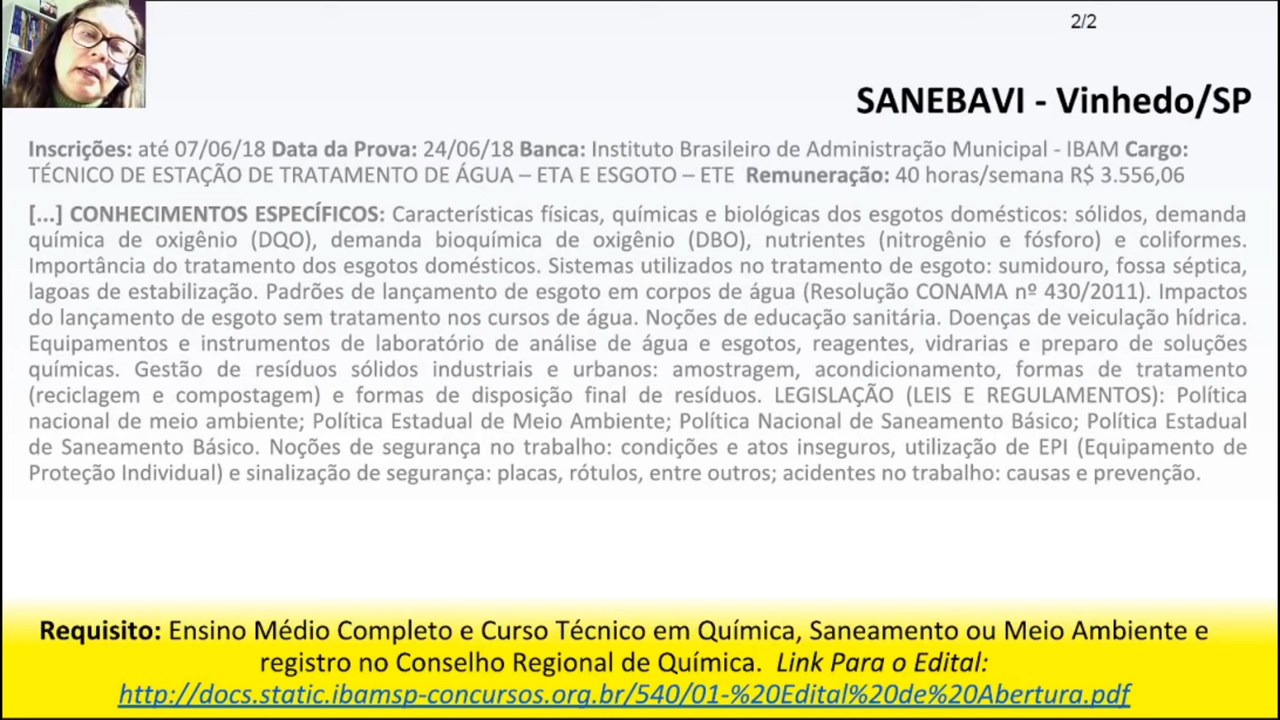 2/2
SANEBAVI - Vinhedo/SP
Inscrições: até 07/06/18 Data da Prova: 24/06/18 Banca: Instituto Brasileiro de Administração Municipal - IBAM Cargo:
TÉCNICO DE ESTAÇÃO DE TRATAMENTO DE ÁGUA – ETA E ESGOTO – ETE Remuneração: 40 horas/semana R$ 3.556,06
[...] CONHECIMENTOS ESPECÍFICOS: Características físicas, químicas e biológicas dos esgotos domésticos: sólidos, demanda
química de oxigênio (DQO), demanda bioquímica de oxigênio (DBO), nutrientes (nitrogênio e fósforo) e coliformes.
Importância do tratamento dos esgotos domésticos. Sistemas utilizados no tratamento de esgoto: sumidouro, fossa séptica,
lagoas de estabilização. Padrões de lançamento de esgoto em corpos de água (Resolução CONAMA nº 430/2011). Impactos
do lançamento de esgoto sem tratamento nos cursos de água. Noções de educação sanitária. Doenças de veiculação hídrica.
Equipamentos e instrumentos de laboratório de análise de água e esgotos, reagentes, vidrarias e preparo de soluções
químicas. Gestão de resíduos sólidos industriais e urbanos: amostragem, acondicionamento, formas de tratamento
(reciclagem e compostagem) e formas de disposição final de resíduos. LEGISLAÇÃO (LEIS E REGULAMENTOS): Política
nacional de meio ambiente; Política Estadual de Meio Ambiente; Política Nacional de Saneamento Básico; Política Estadual
de Saneamento Básico. Noções de segurança no trabalho: condições e atos inseguros, utilização de EPI (Equipamento de
Proteção Individual) e sinalização de segurança: placas, rótulos, entre outros; acidentes no trabalho: causas e prevenção.
Requisito: Ensino Médio Completo e Curso Técnico em Química, Saneamento ou Meio Ambiente e
registro no Conselho Regional de Química. Link Para o Edital:
http://docs.static.ibamsp-concursos.org.br/540/01-%20Edital%20de%20Abertura.pdf